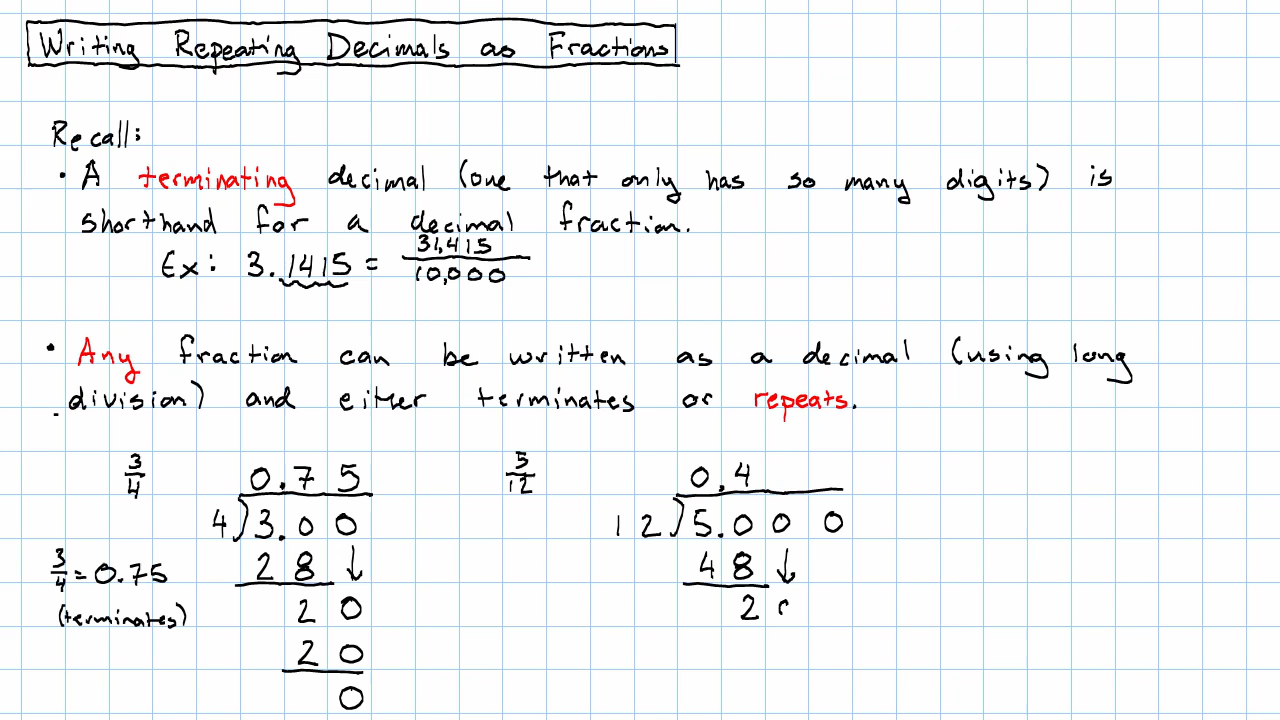 Writing Repeating Decimals as Fractions
Recall:
• A terminating decimal (one that only has so many digits) is
shorthand for a decimal fraction.
Ex: 3.1415 = 31,415/10,000
• Any fraction can be written as a decimal (using long
division) and either terminates or repeats.
3/4
0.75
4)3.00
28↓
20
20
0
3/4 = 0.75
(terminates)
5/12
0.4
12)5.000
48↓
2